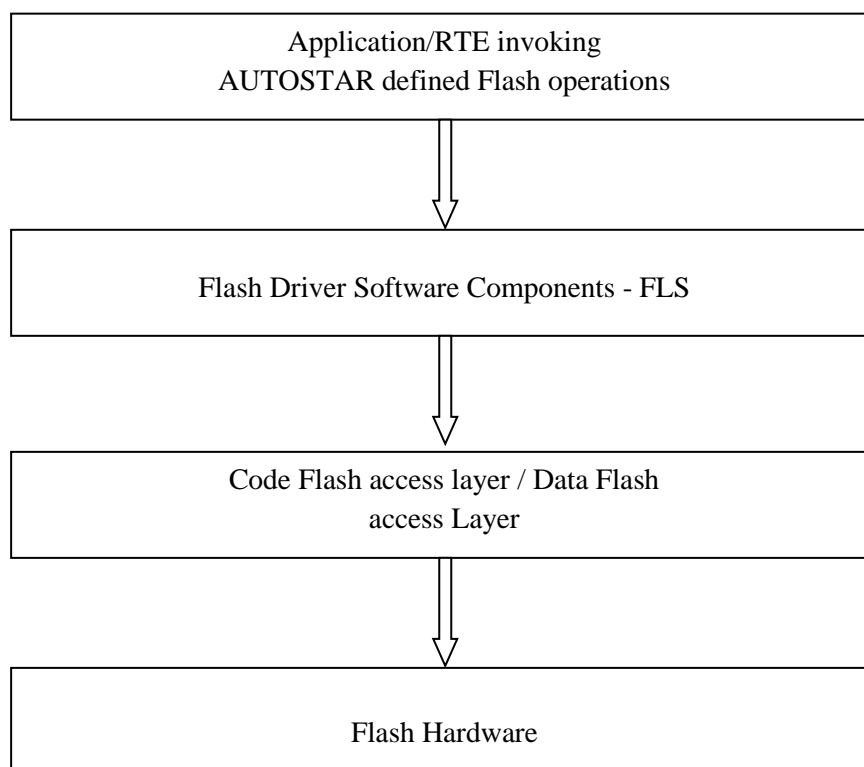 Application/RTE invoking
AUTOSTAR defined Flash operations
Flash Driver Software Components - FLS
Code Flash access layer / Data Flash
access Layer
Flash Hardware